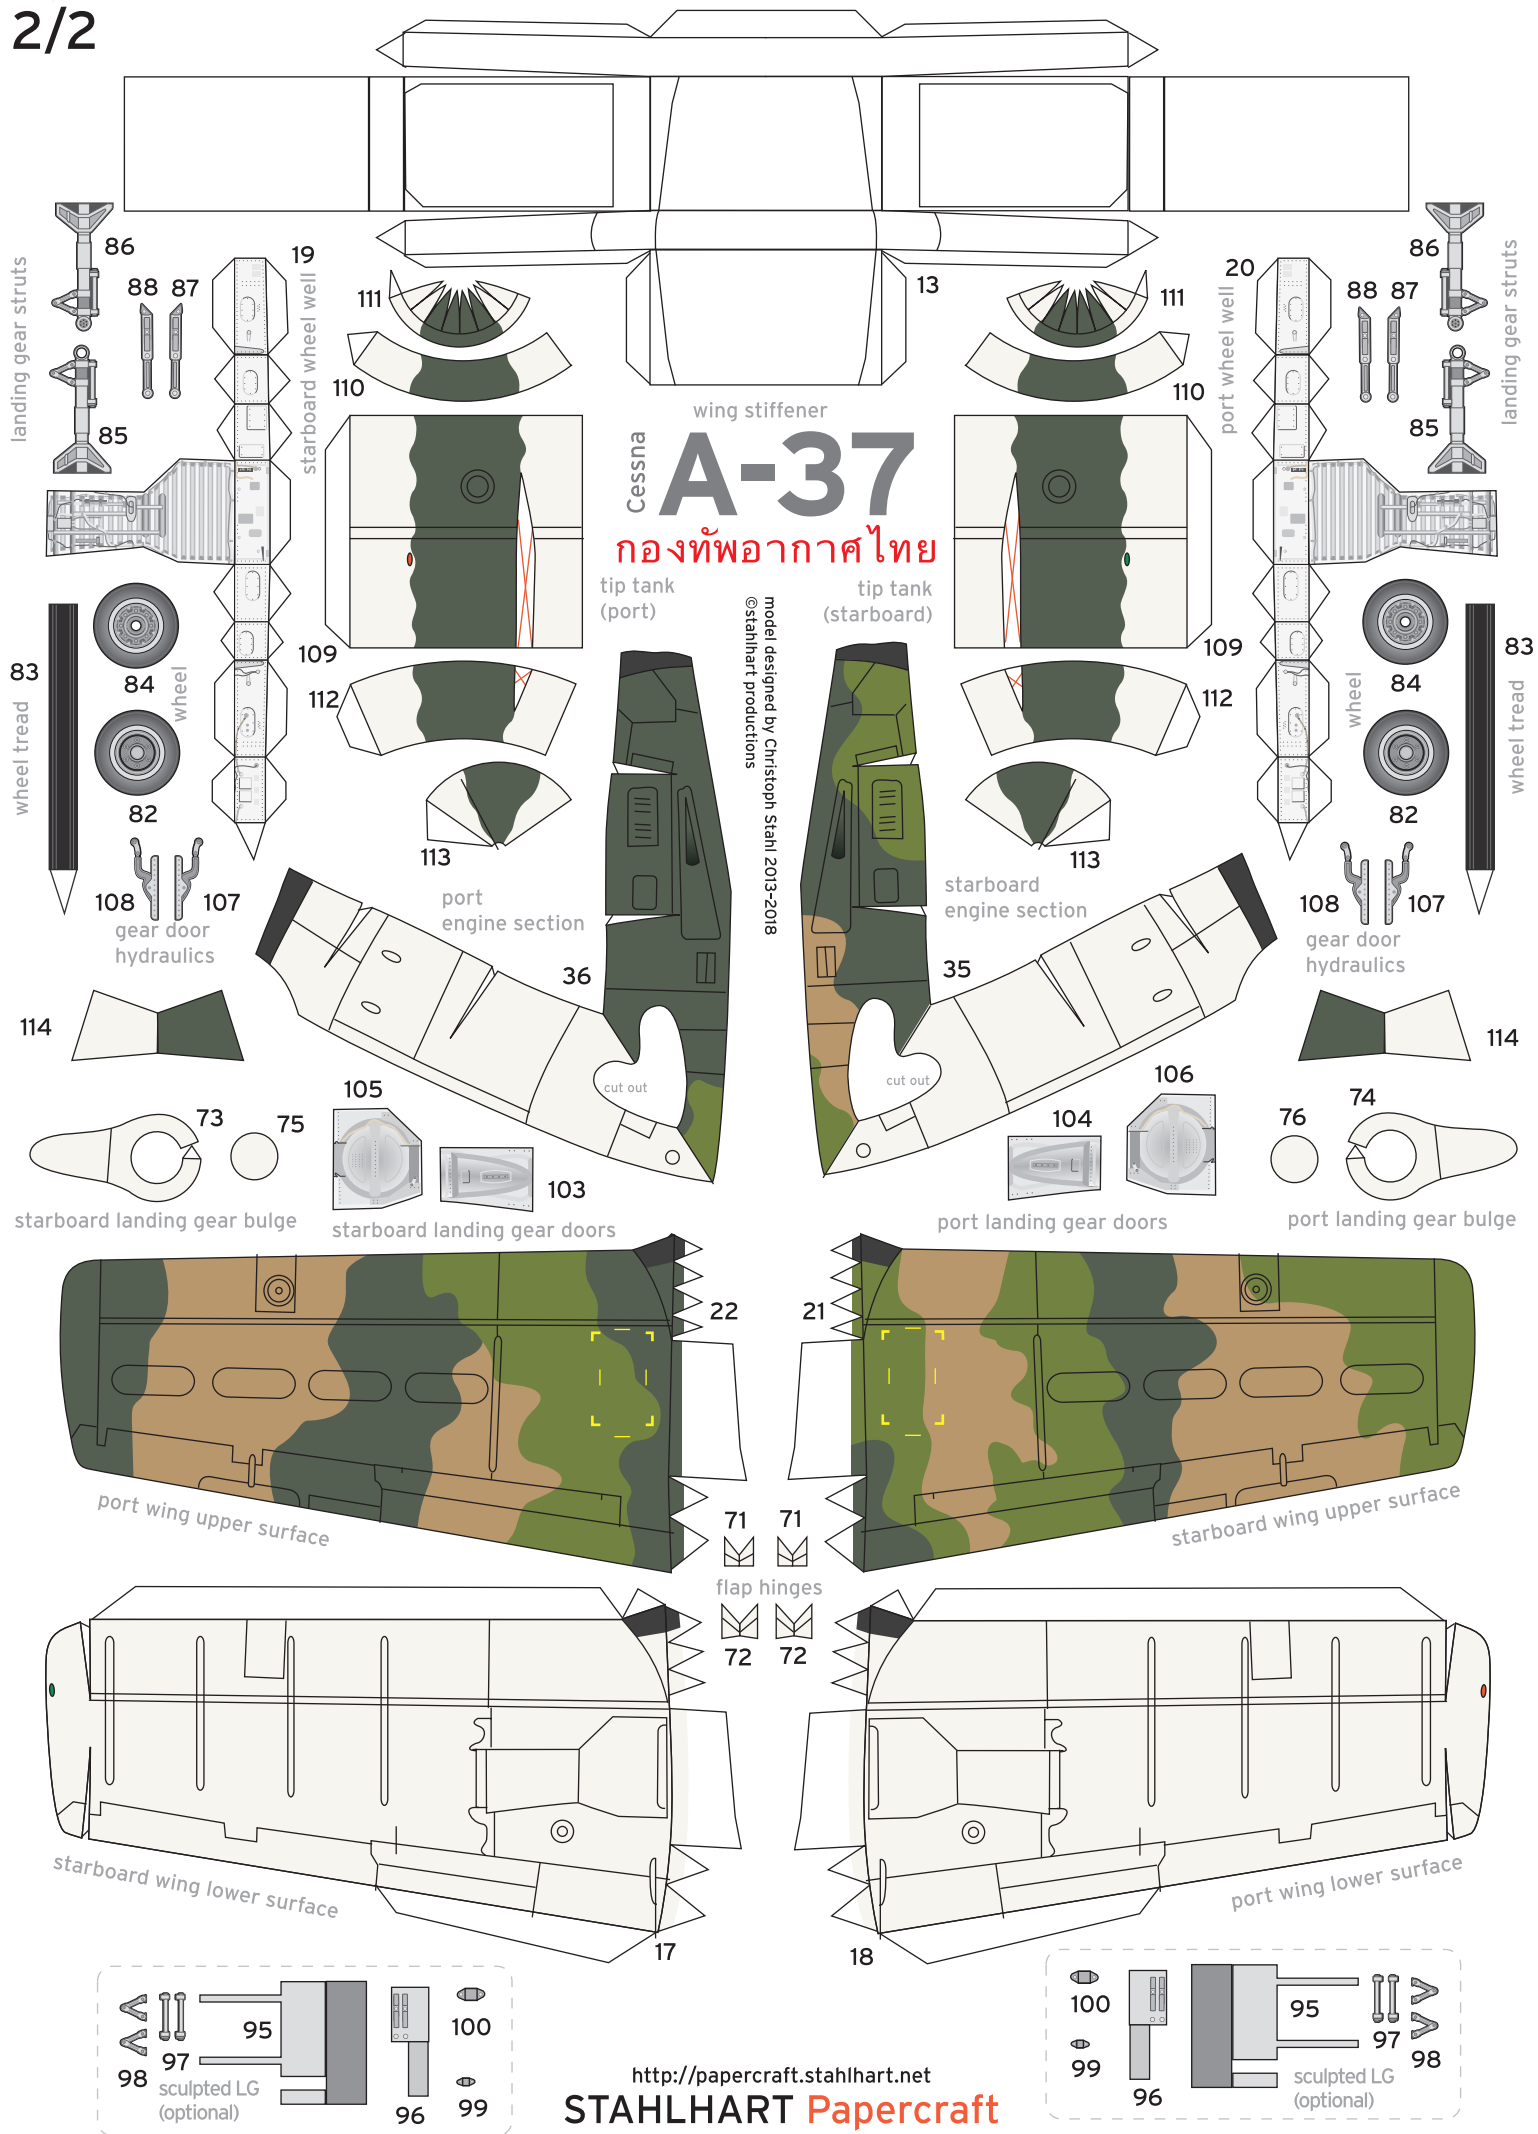 2/2
86
19
88 87
landing gear struts
starboard wheel well
85
111
110
13
111
110
20
port wheel well
86
88 87
landing gear struts
85
wing stiffener
Cessna
A-37
กองทัพอากาศไทย
tip tank
(port)
tip tank
(starboard)
model designed by Christoph Stahl 2013-2018
©stahlhart productions
109
112
113
109
112
113
83
wheel tread
84
wheel
82
83
wheel tread
84
wheel
82
108
107
gear door
hydraulics
108
107
gear door
hydraulics
port
engine section
36
cut out
starboard
engine section
35
cut out
114
114
73
75
starboard landing gear bulge
105
103
starboard landing gear doors
104
106
port landing gear doors
76
74
port landing gear bulge
22
21
port wing upper surface
starboard wing upper surface
71
71
flap hinges
72
72
starboard wing lower surface
17
port wing lower surface
18
98
97
95
sculpted LG
(optional)
96
100
99
100
99
96
95
97
98
sculpted LG
(optional)
http://papercraft.stahlhart.net
STAHLHART Papercraft